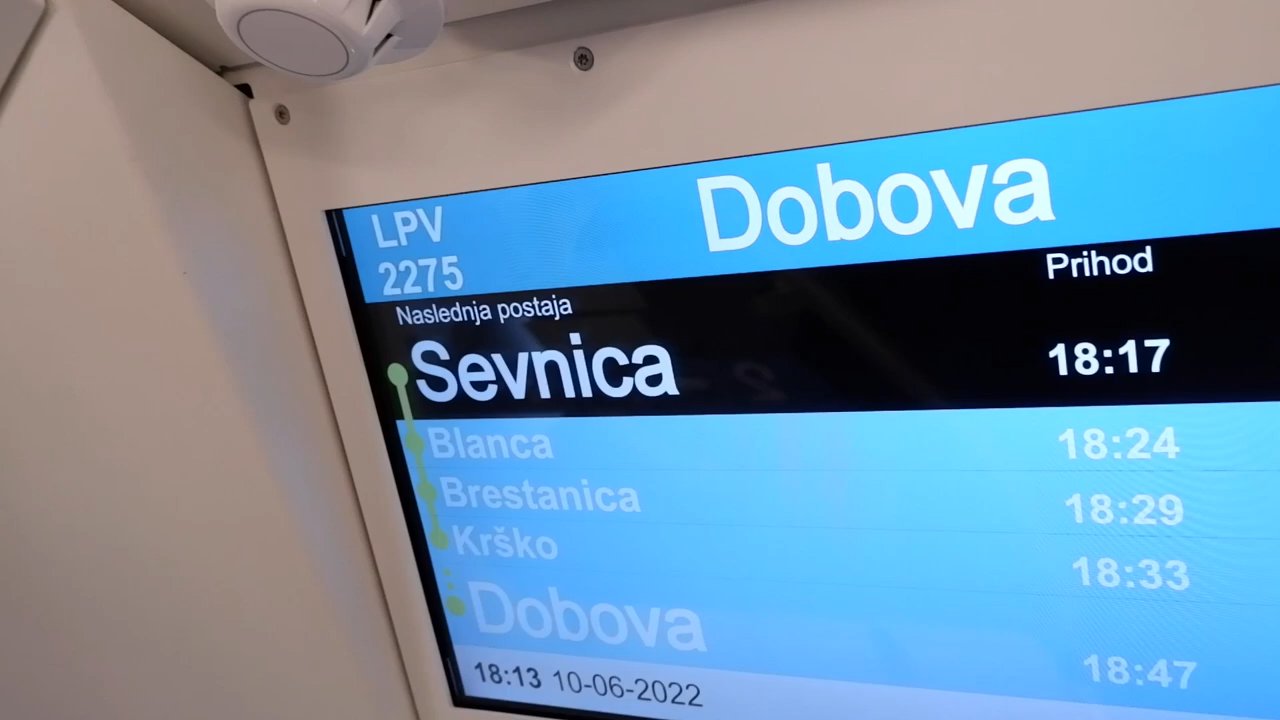 LPV
2275
Dobova
Naslednja postaja
Prihod
Sevnica 18:17
Blanca 18:24
Brestanica 18:29
Krško 18:33
Dobova 18:47
18:13 10-06-2022